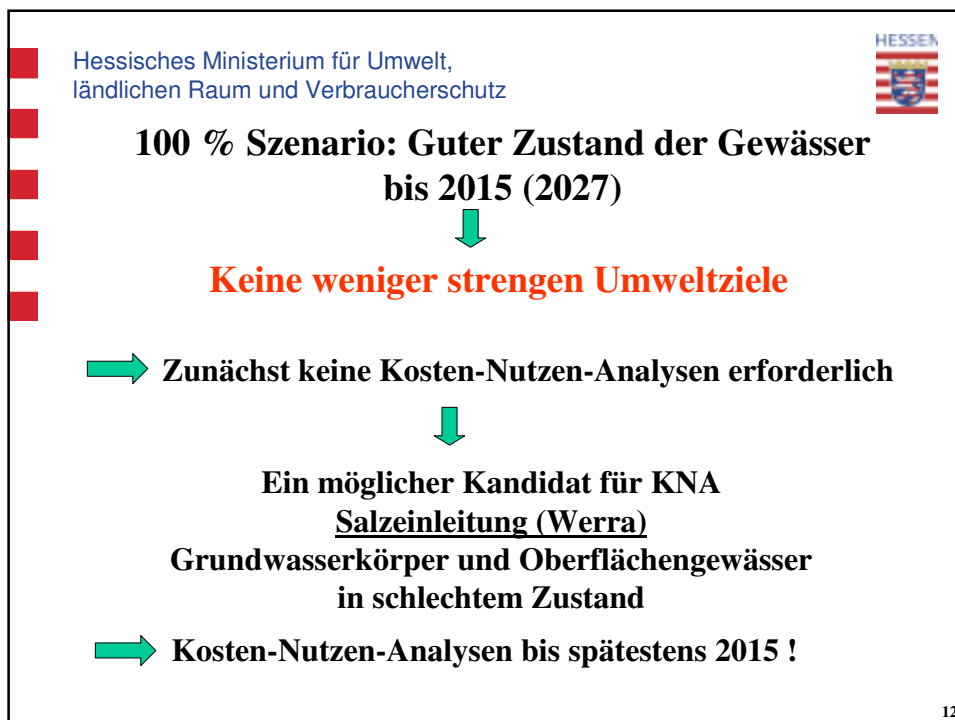 Hessisches Ministerium für Umwelt,
ländlichen Raum und Verbraucherschutz
HESSEN
100 % Szenario: Guter Zustand der Gewässer
bis 2015 (2027)
Keine weniger strengen Umweltziele
Zunächst keine Kosten-Nutzen-Analysen erforderlich
Ein möglicher Kandidat für KNA
Salzeinleitung (Werra)
Grundwasserkörper und Oberflächengewässer
in schlechtem Zustand
Kosten-Nutzen-Analysen bis spätestens 2015 !
12